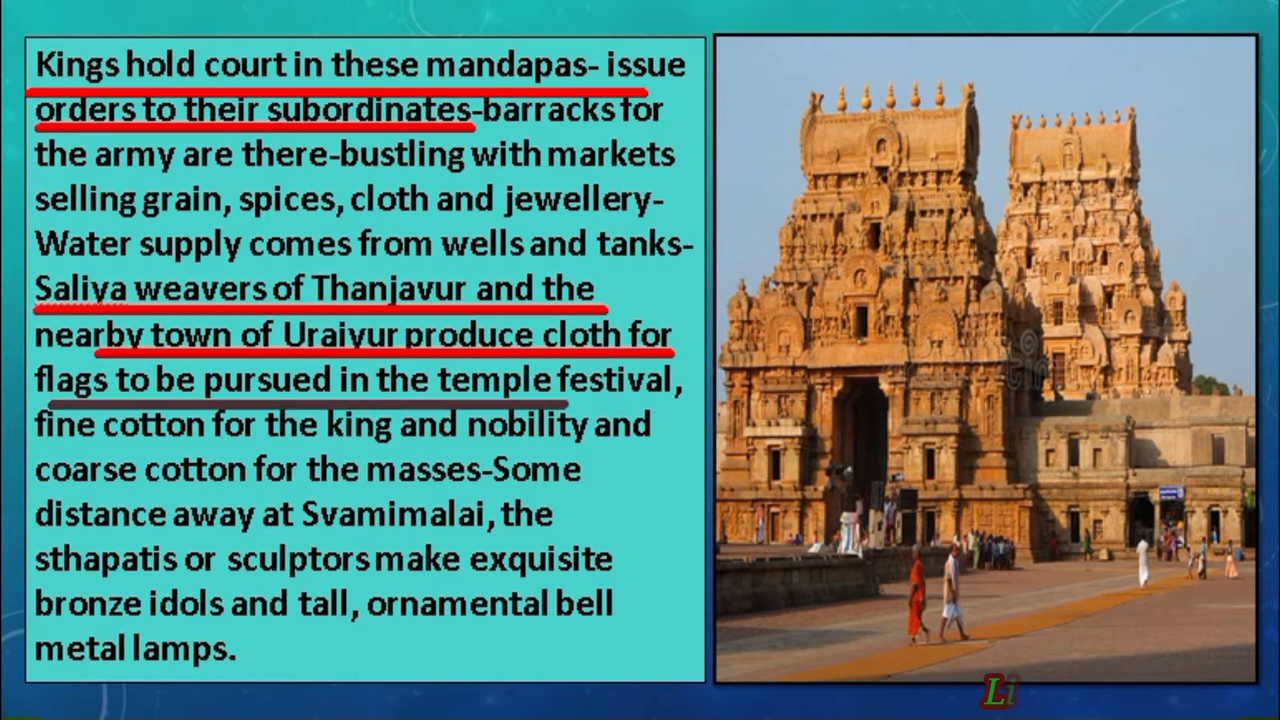 Kings hold court in these mandapas- issue
orders to their subordinates-barracks for
the army are there-bustling with markets
selling grain, spices, cloth and jewellery-
Water supply comes from wells and tanks-
Saliya weavers of Thanjavur and the
nearby town of Uraiyur produce cloth for
flags to be pursued in the temple festival,
fine cotton for the king and nobility and
coarse cotton for the masses-Some
distance away at Svamimalai, the
sthapatis or sculptors make exquisite
bronze idols and tall, ornamental bell
metal lamps.
Li